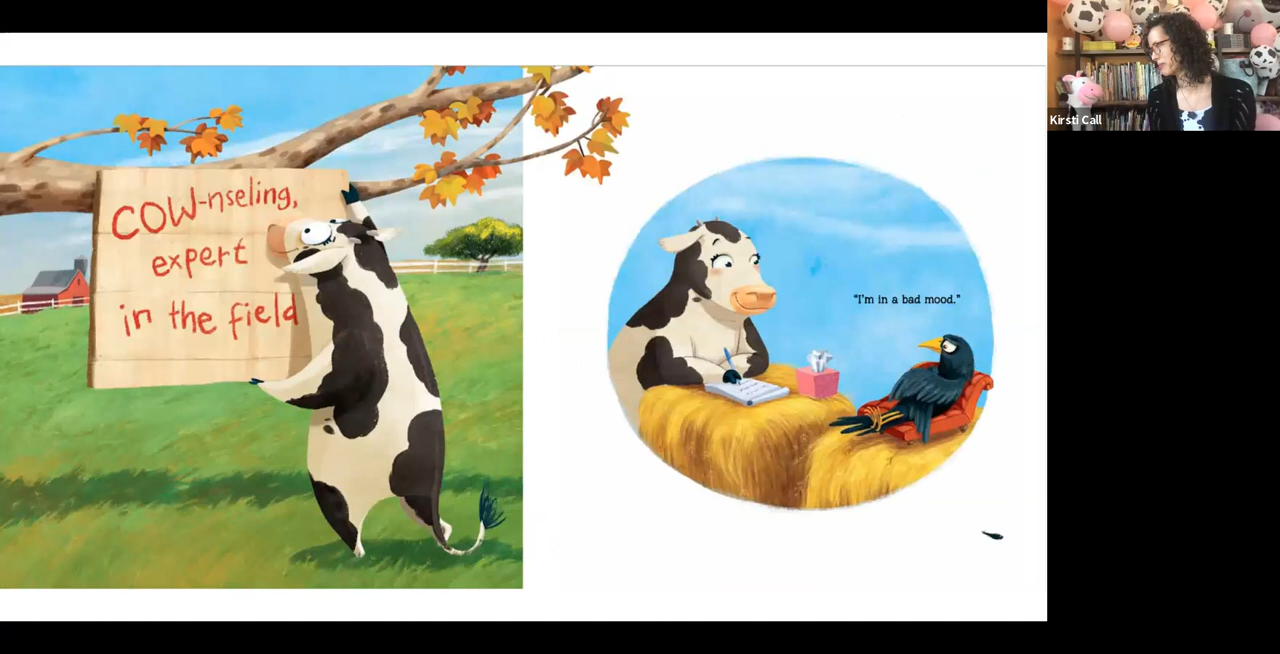 COW-nseling,
expert
in the field
"I'm in a bad mood."
Kirsti Call